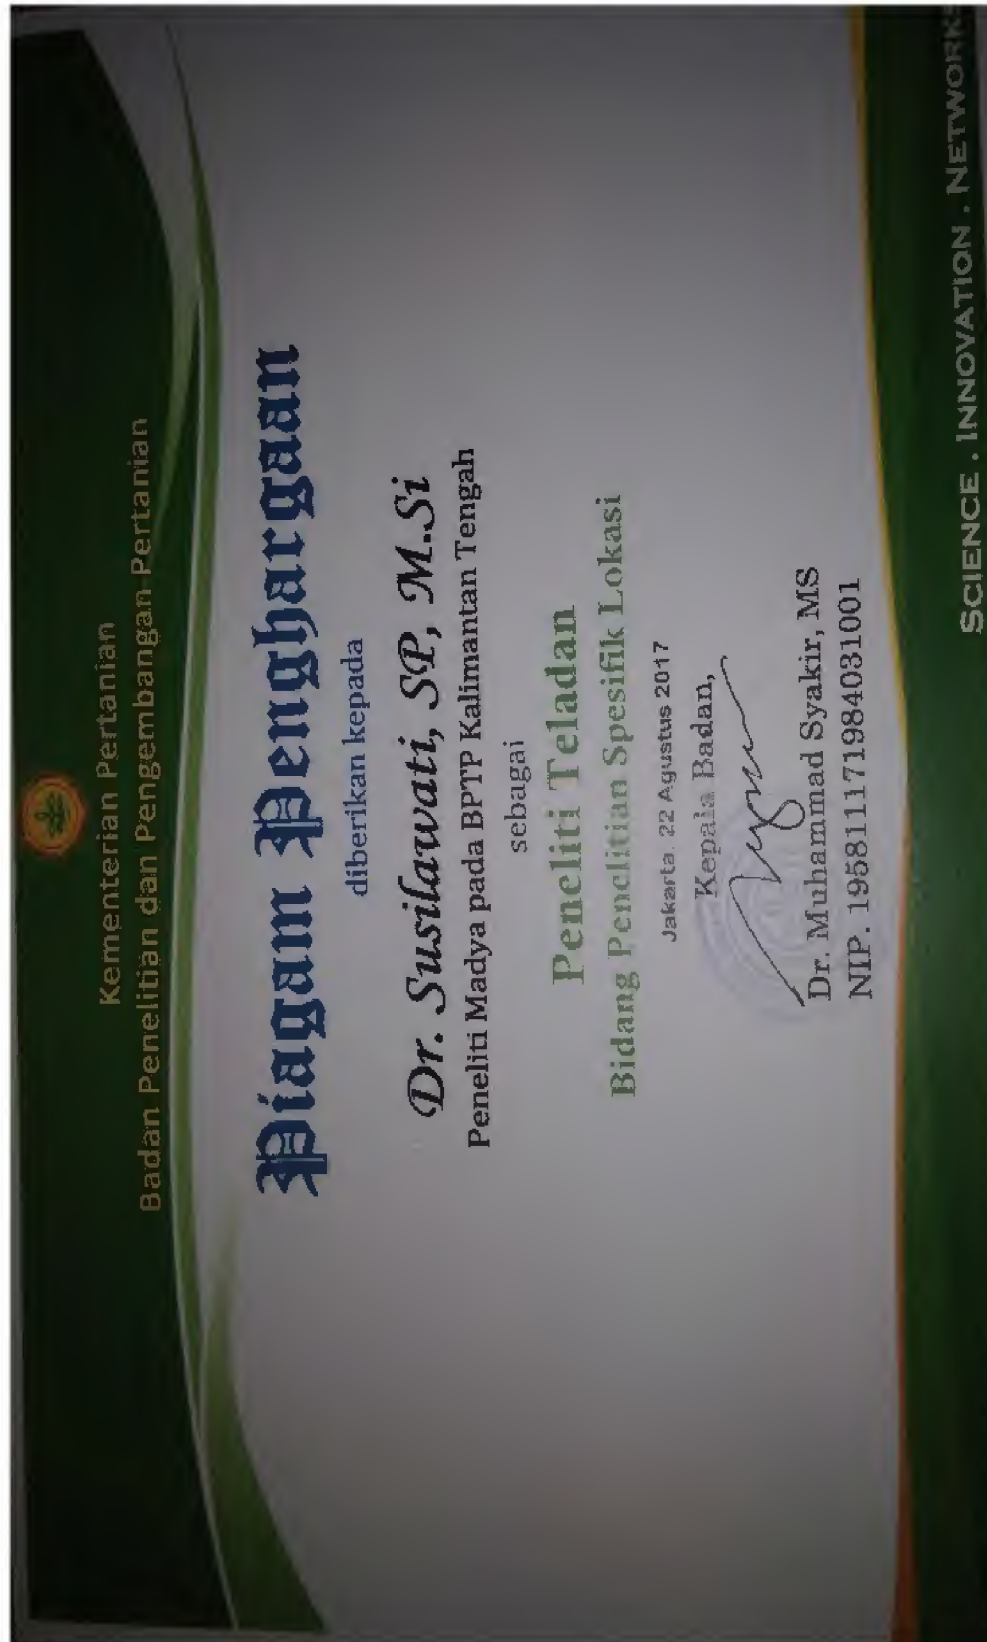 Kementerian Pertanian
Badan Penelitian dan Pengembangan Pertanian
Piagam Penghargaan
diberikan kepada
Dr. Susilawati, SP, M.Si
Peneliti Madya pada BPTP Kalimantan Tengah
sebagai
Peneliti Teladan
Bidang Penelitian Spesifik Lokasi
Jakarta, 22 Agustus 2017
Kepala Badan,
Dr. Muhammad Syakir, MS
NIP. 195811171984031001
SCIENCE . INNOVATION . NETWORKS